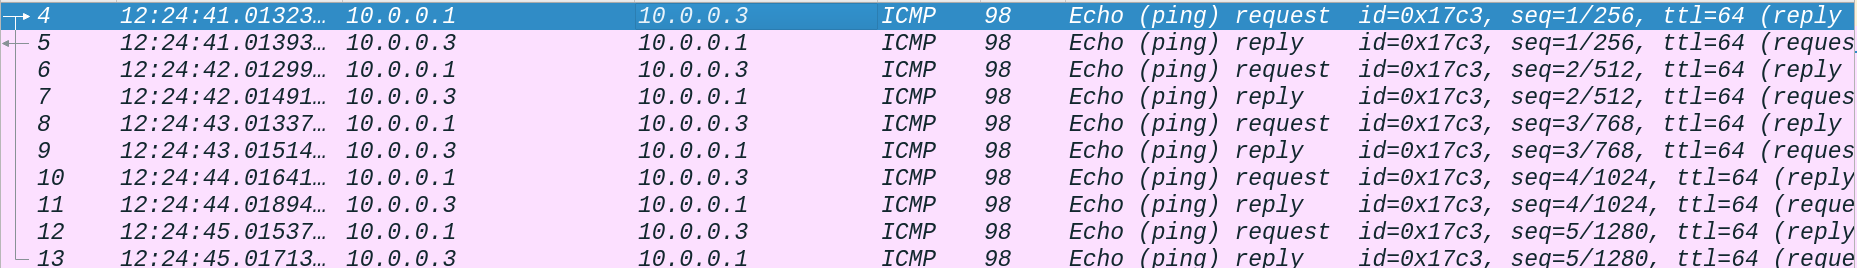 4 12:24:41.01323… 10.0.0.1 10.0.0.3 ICMP 98 Echo (ping) request id=0x17c3, seq=1/256, ttl=64 (reply
5 12:24:41.01393… 10.0.0.3 10.0.0.1 ICMP 98 Echo (ping) reply id=0x17c3, seq=1/256, ttl=64 (reques
6 12:24:42.01299… 10.0.0.1 10.0.0.3 ICMP 98 Echo (ping) request id=0x17c3, seq=2/512, ttl=64 (reply
7 12:24:42.01491… 10.0.0.3 10.0.0.1 ICMP 98 Echo (ping) reply id=0x17c3, seq=2/512, ttl=64 (reques
8 12:24:43.01337… 10.0.0.1 10.0.0.3 ICMP 98 Echo (ping) request id=0x17c3, seq=3/768, ttl=64 (reply
9 12:24:43.01514… 10.0.0.3 10.0.0.1 ICMP 98 Echo (ping) reply id=0x17c3, seq=3/768, ttl=64 (reques
10 12:24:44.01641… 10.0.0.1 10.0.0.3 ICMP 98 Echo (ping) request id=0x17c3, seq=4/1024, ttl=64 (reply
11 12:24:44.01894… 10.0.0.3 10.0.0.1 ICMP 98 Echo (ping) reply id=0x17c3, seq=4/1024, ttl=64 (reque
12 12:24:45.01537… 10.0.0.1 10.0.0.3 ICMP 98 Echo (ping) request id=0x17c3, seq=5/1280, ttl=64 (reply
13 12:24:45.01713… 10.0.0.3 10.0.0.1 ICMP 98 Echo (ping) reply id=0x17c3, seq=5/1280, ttl=64 (reque